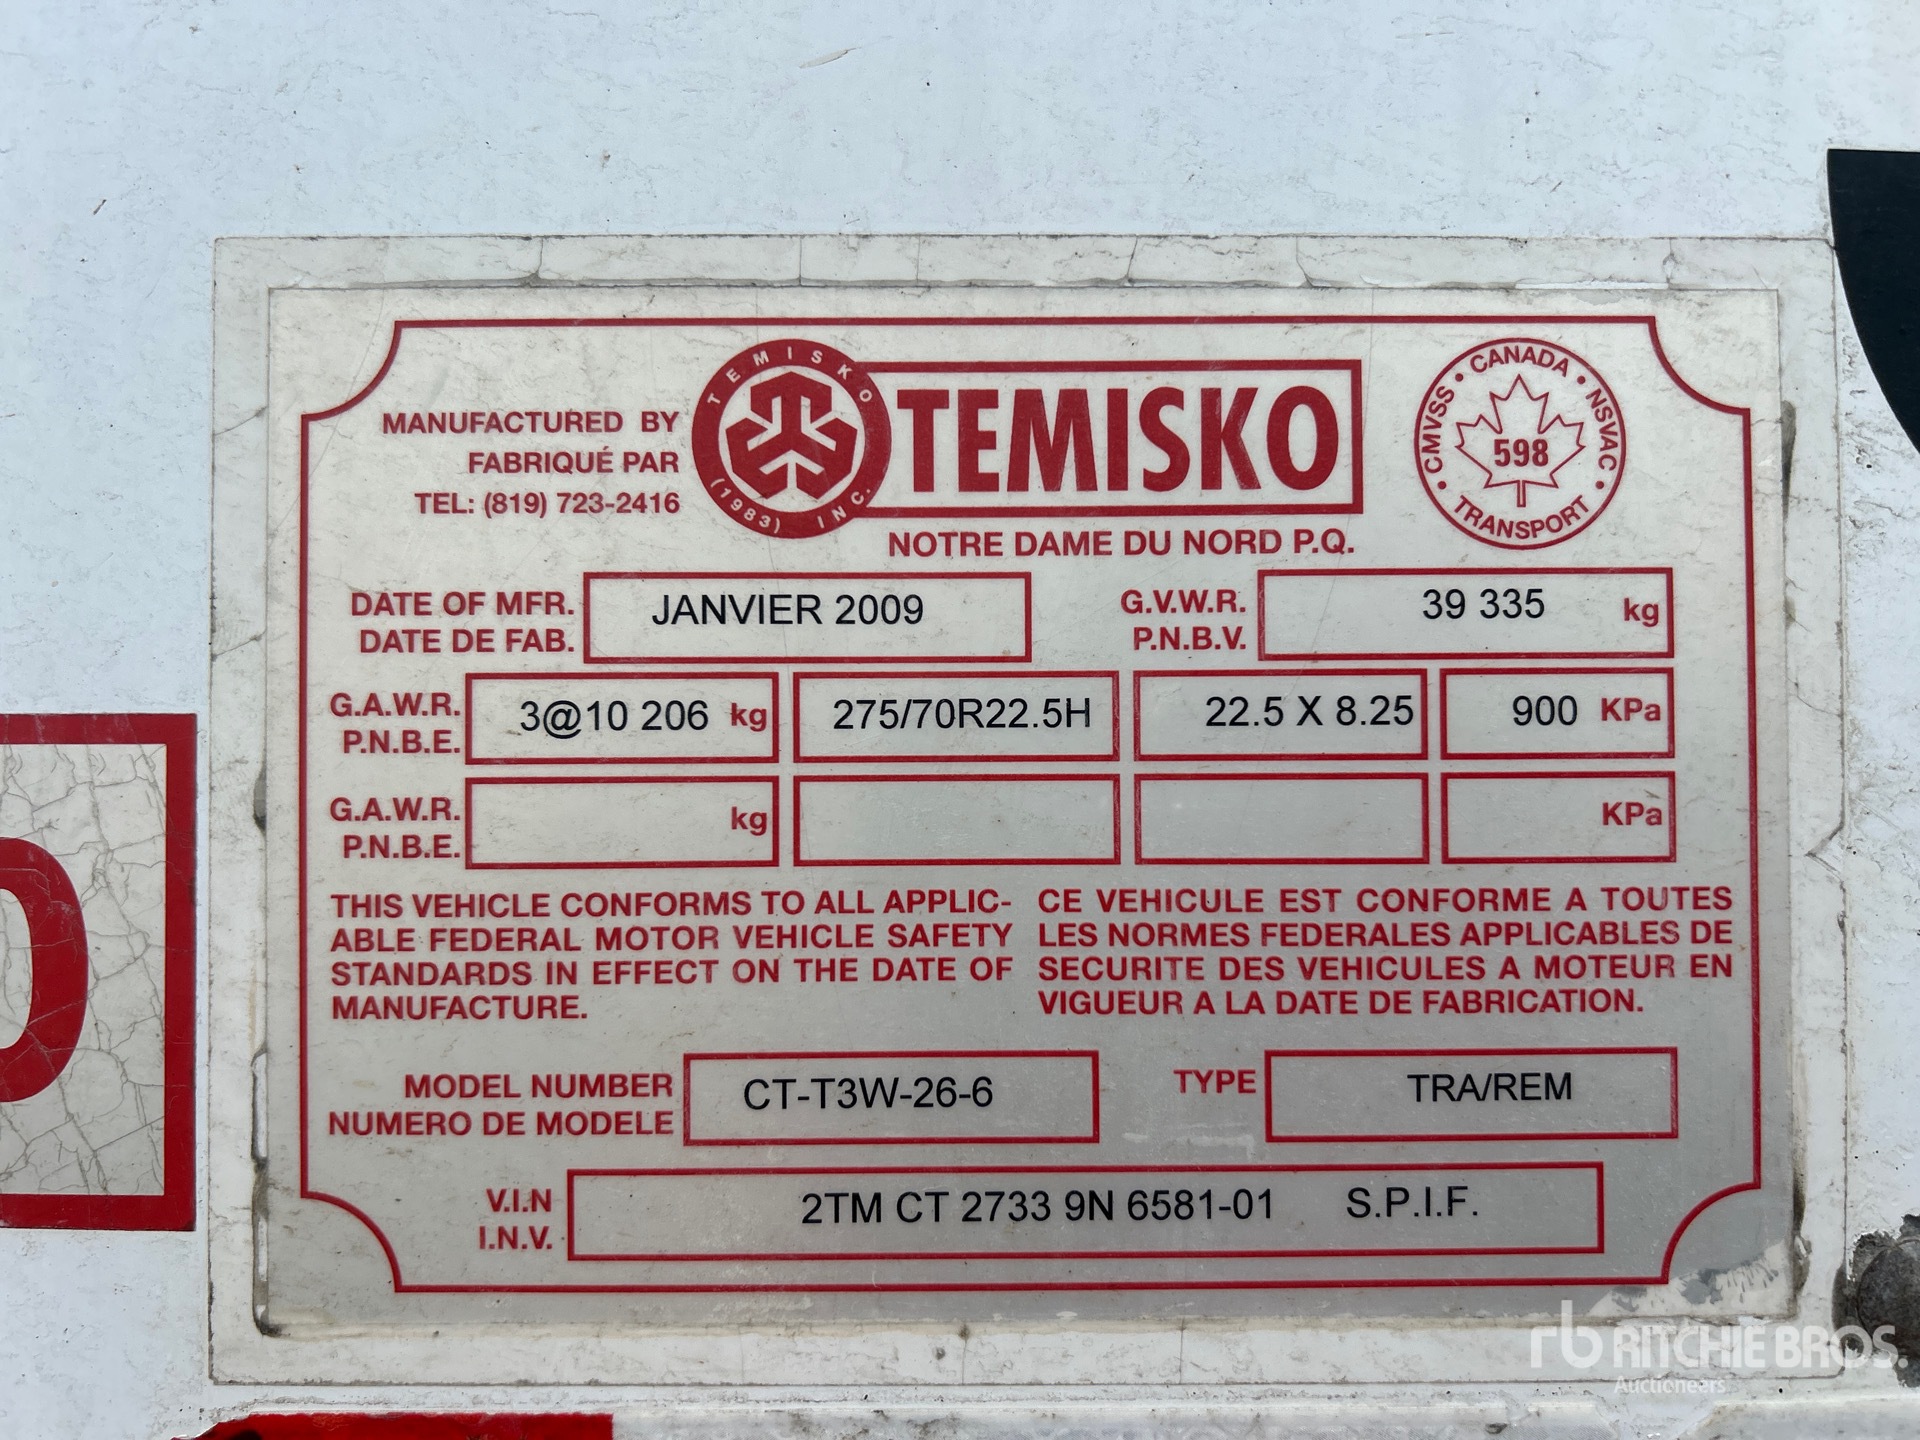 MANUFACTURED BY
FABRIQUÉ PAR
TEL: (819) 723-2416
TEMISKO
(1983) INC.
TEMISKO
NOTRE DAME DU NORD P.Q.
CMVSS • CANADA • NSVAC • TRANSPORT •
598
DATE OF MFR.
DATE DE FAB.
JANVIER 2009
G.V.W.R.
P.N.B.V.
39 335 kg
G.A.W.R.
P.N.B.E.
3@10 206 kg
275/70R22.5H
22.5 X 8.25
900 KPa
G.A.W.R.
P.N.B.E.
kg
KPa
THIS VEHICLE CONFORMS TO ALL APPLIC-
ABLE FEDERAL MOTOR VEHICLE SAFETY
STANDARDS IN EFFECT ON THE DATE OF
MANUFACTURE.
CE VEHICULE EST CONFORME A TOUTES
LES NORMES FEDERALES APPLICABLES DE
SECURITE DES VEHICULES A MOTEUR EN
VIGUEUR A LA DATE DE FABRICATION.
MODEL NUMBER
NUMERO DE MODELE
CT-T3W-26-6
TYPE
TRA/REM
V.I.N
I.N.V.
2TM CT 2733 9N 6581-01 S.P.I.F.
rb RITCHIE BROS.
Auctioneers